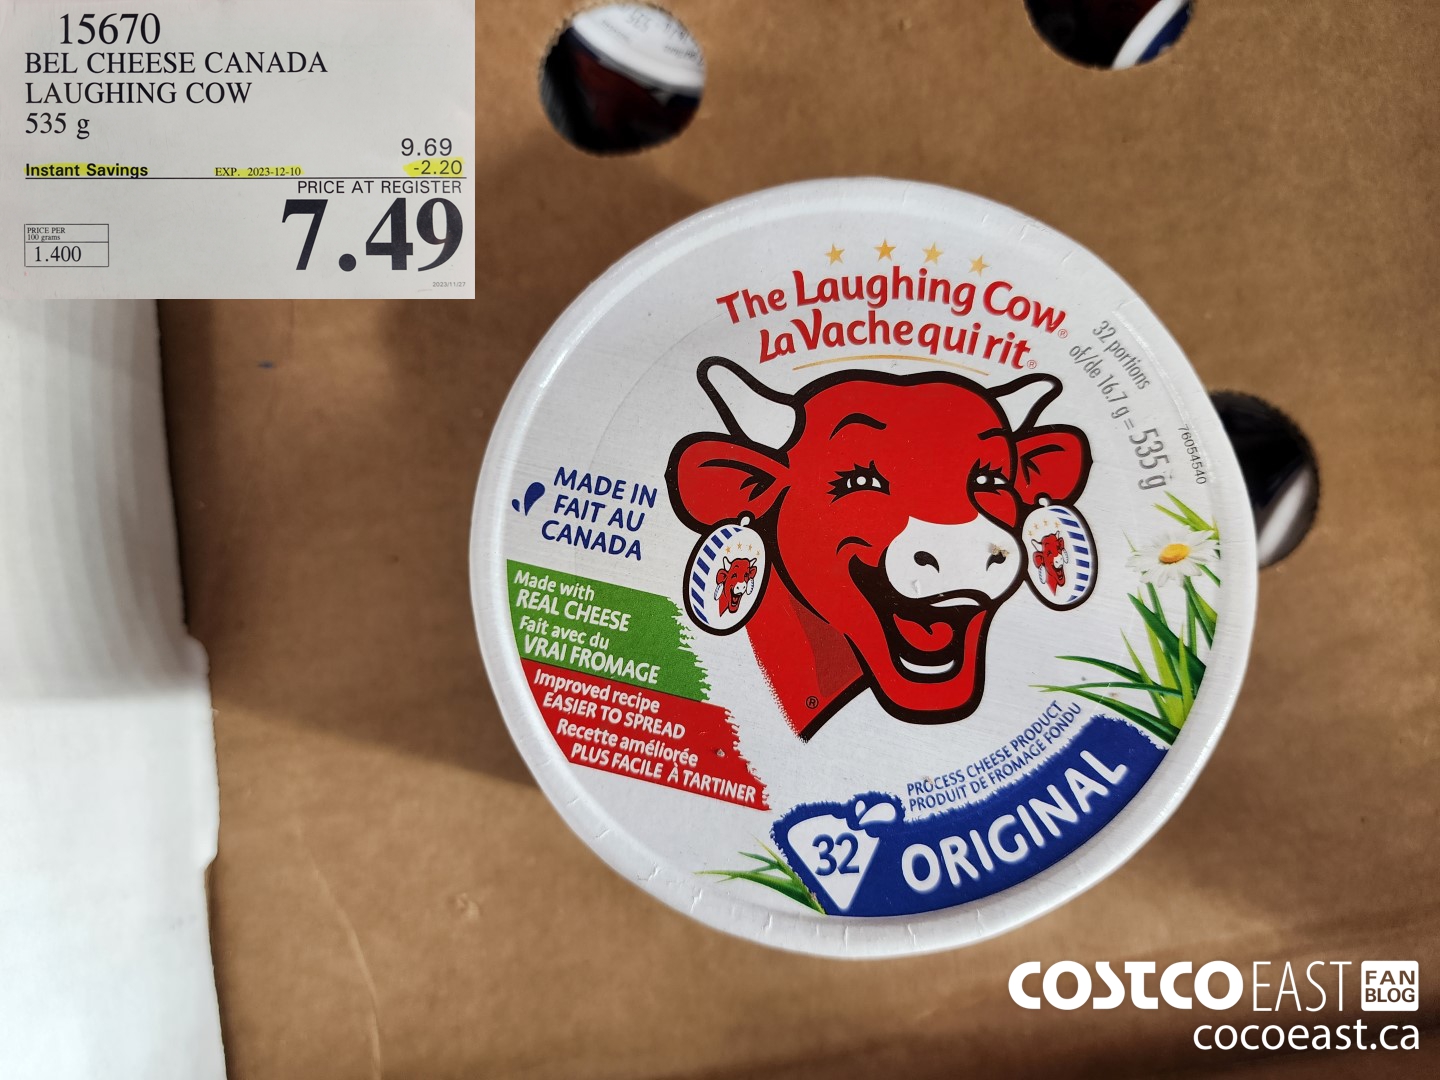 15670
BEL CHEESE CANADA
LAUGHING COW
535 g
9.69
Instant Savings EXP. 2023-12-10 -2.20
PRICE AT REGISTER
7.49
PRICE PER
100 grams
1.400
2023/11/27
The Laughing Cow®
La Vache qui rit®
32 portions
of/de 16.7 g = 535 g
76054540
MADE IN
FAIT AU
CANADA
Made with
REAL CHEESE
Fait avec du
VRAI FROMAGE
Improved recipe
EASIER TO SPREAD
Recette améliorée
PLUS FACILE À TARTINER
®
PROCESS CHEESE PRODUCT
PRODUIT DE FROMAGE FONDU
32
ORIGINAL
COSTCO EAST FAN
BLOG
cocoeast.ca